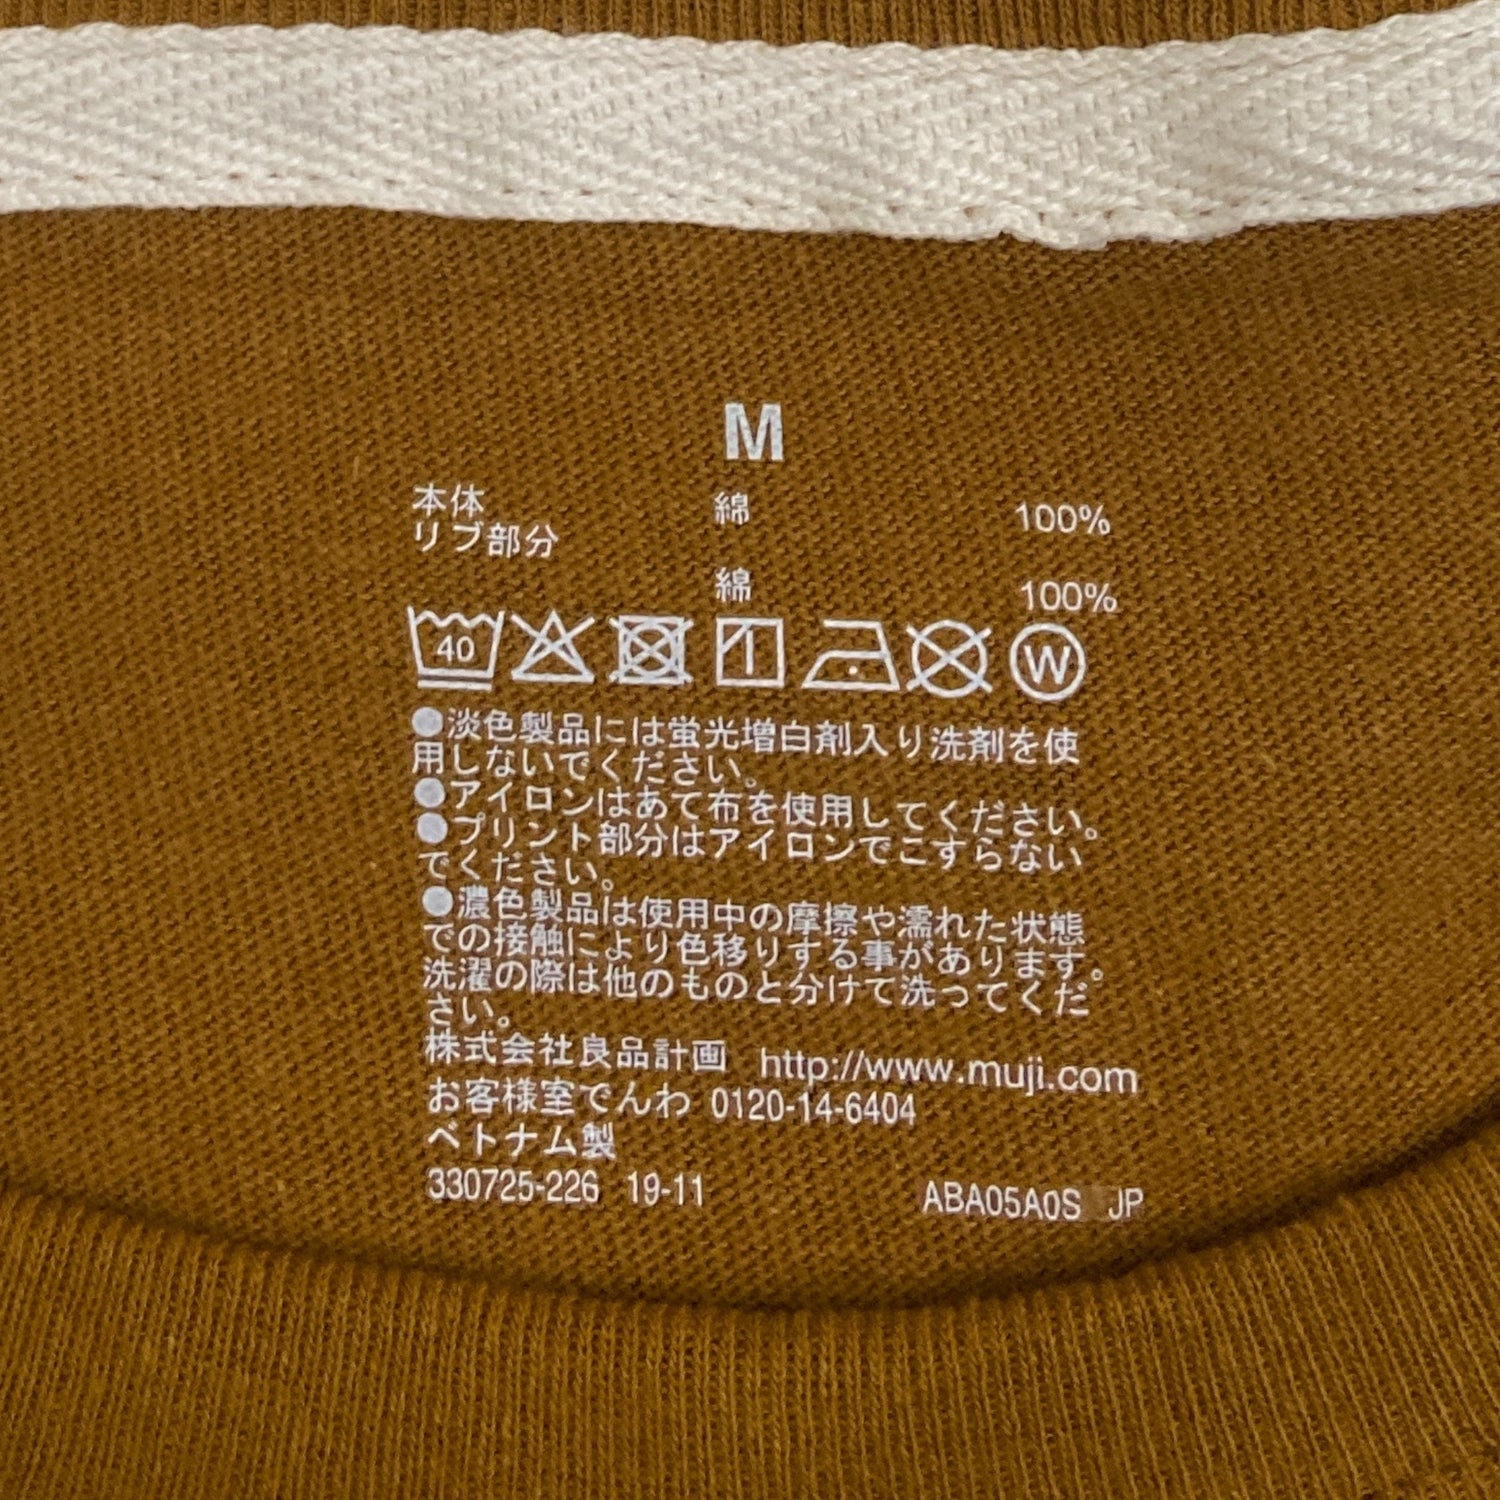 M
本体 綿 100%
リブ部分
綿 100%
40 W
●淡色製品には蛍光増白剤入り洗剤を使
用しないでください。
●アイロンはあて布を使用してください。
●プリント部分はアイロンでこすらない
でください。
●濃色製品は使用中の摩擦や濡れた状態
での接触により色移りする事があります。
洗濯の際は他のものと分けて洗ってくだ
さい。
株式会社良品計画 http://www.muji.com
お客様室でんわ 0120-14-6404
ベトナム製
330725-226 19-11 ABA05A0S JP